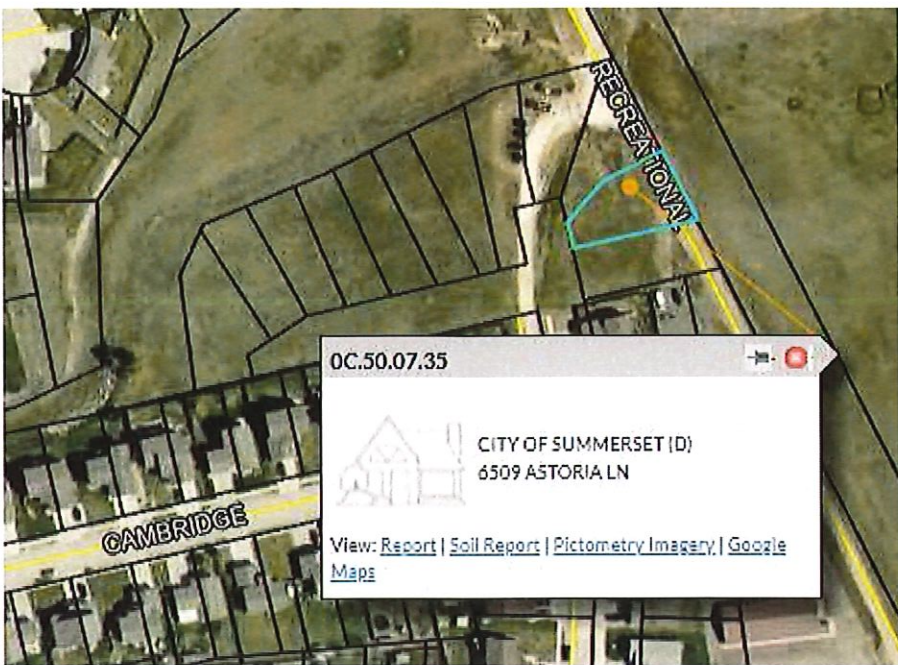 RECREATIONAL
0C.50.07.35
CITY OF SUMMERSET (D)
6509 ASTORIA LN
View: Report | Soil Report | Pictometry Imagery | Google
Maps
CAMBRIDGE